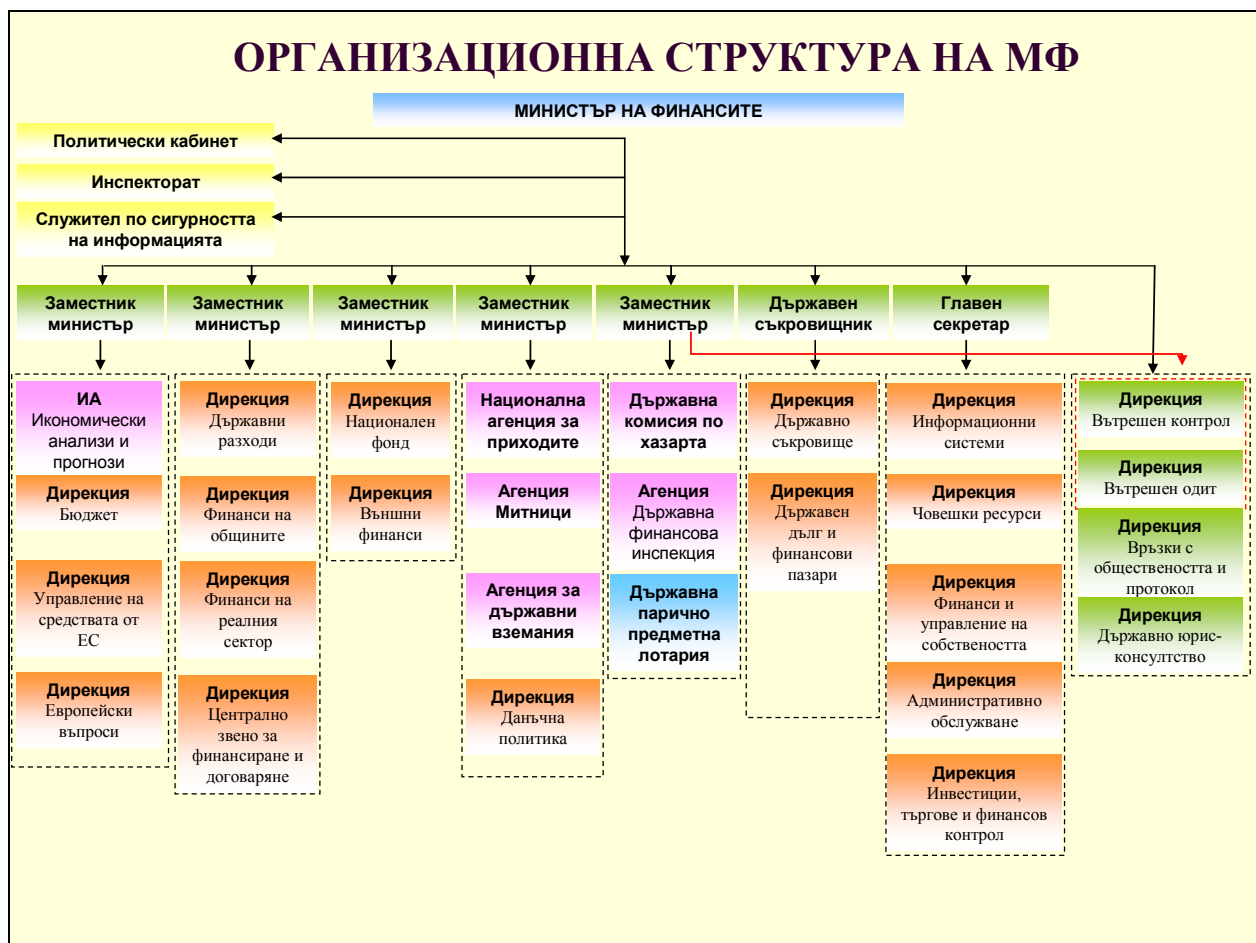 ОРГАНИЗАЦИОННА СТРУКТУРА НА МФ
МИНИСТЪР НА ФИНАНСИТЕ
Политически кабинет
Инспекторат
Служител по сигурността
на информацията
Заместник
министър
Заместник
министър
Заместник
министър
Заместник
министър
Заместник
министър
Държавен
съкровищник
Главен
секретар
ИА
Икономически
анализи и
прогнози
Дирекция
Бюджет
Дирекция
Управление на
средствата от
ЕС
Дирекция
Европейски
въпроси
Дирекция
Държавни
разходи
Дирекция
Финанси на
общините
Дирекция
Финанси на
реалния
сектор
Дирекция
Централно
звено за
финансиране и
договаряне
Дирекция
Национален
фонд
Дирекция
Външни
финанси
Национална
агенция за
приходите
Агенция
Митници
Агенция за
държавни
вземания
Дирекция
Данъчна
политика
Държавна
комисия по
хазарта
Агенция
Държавна
финансова
инспекция
Държавна
парично
предметна
лотария
Дирекция
Държавно
съкровище
Дирекция
Държавен
дълг и
финансови
пазари
Дирекция
Информационни
системи
Дирекция
Човешки ресурси
Дирекция
Финанси и
управление на
собствеността
Дирекция
Административно
обслужване
Дирекция
Инвестиции,
търгове и финансов
контрол
Дирекция
Вътрешен контрол
Дирекция
Вътрешен одит
Дирекция
Връзки с
обществеността и
протокол
Дирекция
Държавно юрис-
консултство